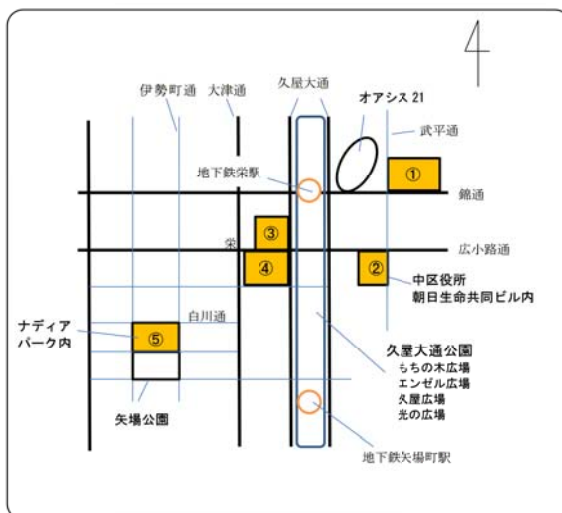 久屋大通
伊勢町通
大津通
オアシス21
武平通
①
地下鉄栄駅
錦通
③
栄
広小路通
④
②
中区役所
朝日生命共同ビル内
白川通
ナディア
パーク内
⑤
久屋大通公園
もちの木広場
エンゼル広場
久屋広場
光の広場
矢場公園
地下鉄矢場町駅